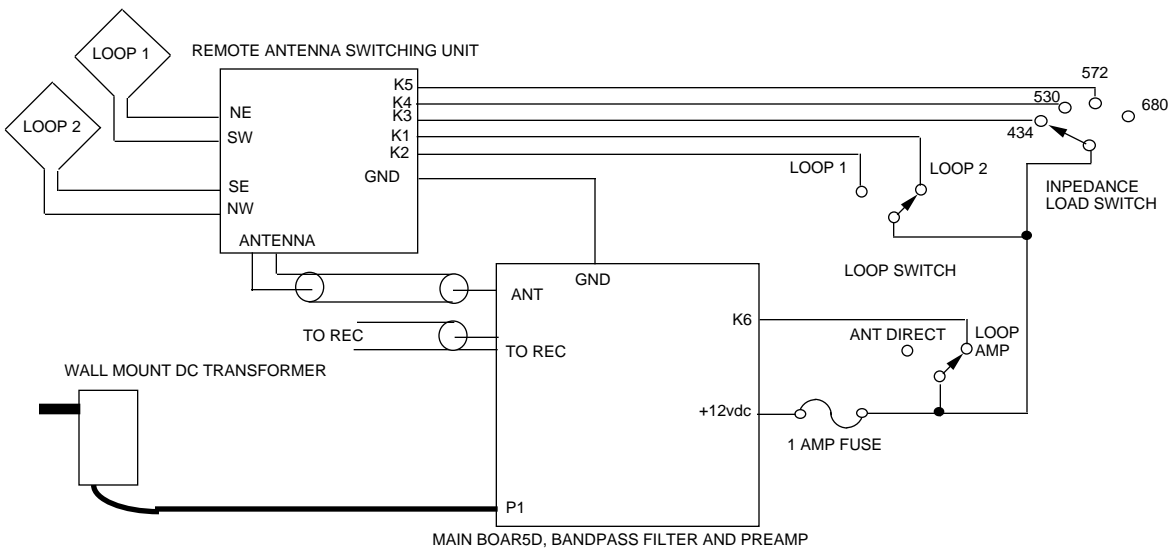 LOOP 1
REMOTE ANTENNA SWITCHING UNIT
LOOP 2
NE
SW
SE
NW
ANTENNA
K5
K4
K3
K1
K2
GND
572
530
680
434
LOOP 1
LOOP 2
INPEDANCE
LOAD SWITCH
LOOP SWITCH
GND
ANT
TO REC
TO REC
K6
ANT DIRECT
LOOP
AMP
WALL MOUNT DC TRANSFORMER
+12vdc
1 AMP FUSE
P1
MAIN BOAR5D, BANDPASS FILTER AND PREAMP